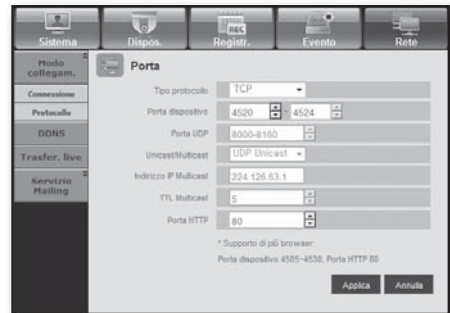 Sistema
Dispos.
REC
Registr.
Evento
Rete
Modo collegam.
Connessione
Protocollo
DDNS
Trasfer. live
Servizio Mailing
Porta
Tipo protocollo TCP
Porta dispositivo 4520 - 4524
Porta UDP 8000-8160
Unicast/Multicast UDP Unicast
Indirizzo IP Multicast 224.126.63.1
TTL Multicast 5
Porta HTTP 80
* Supporto di più browser:
Porta dispositivo 4505~4530, Porta HTTP 80
Applica Annulla